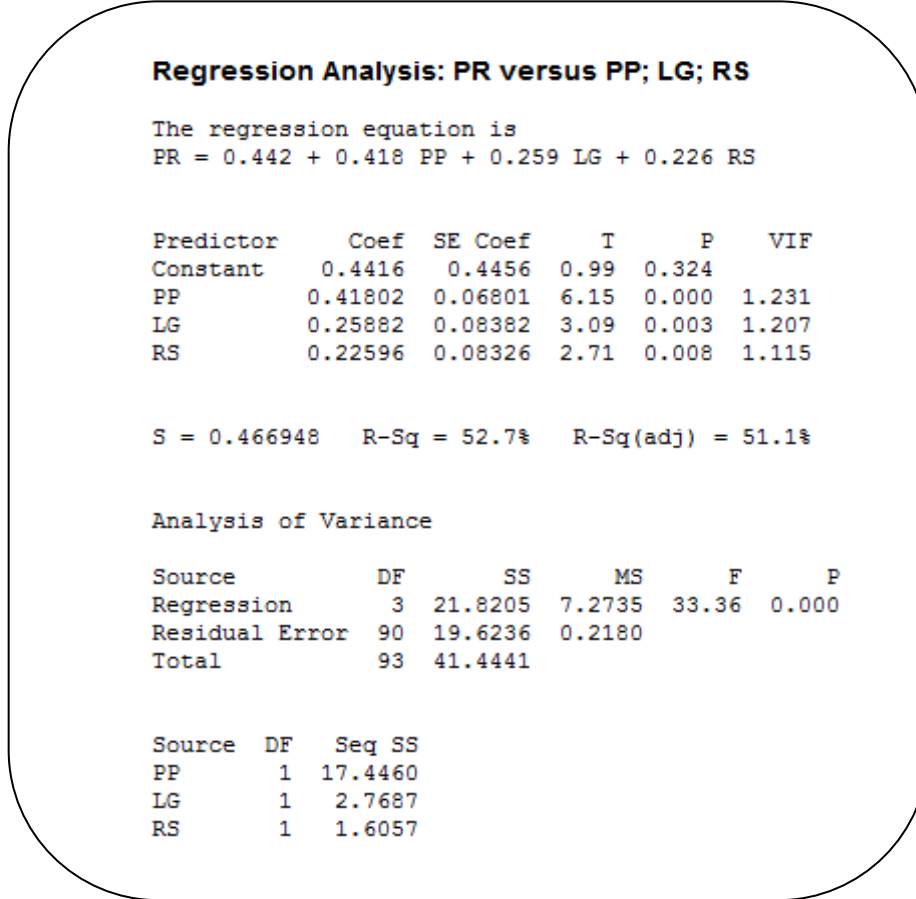 Regression Analysis: PR versus PP; LG; RS
The regression equation is
PR = 0.442 + 0.418 PP + 0.259 LG + 0.226 RS
Predictor Coef SE Coef T P VIF
Constant 0.4416 0.4456 0.99 0.324
PP 0.41802 0.06801 6.15 0.000 1.231
LG 0.25882 0.08382 3.09 0.003 1.207
RS 0.22596 0.08326 2.71 0.008 1.115
S = 0.466948 R-Sq = 52.7% R-Sq(adj) = 51.1%
Analysis of Variance
Source DF SS MS F P
Regression 3 21.8205 7.2735 33.36 0.000
Residual Error 90 19.6236 0.2180
Total 93 41.4441
Source DF Seq SS
PP 1 17.4460
LG 1 2.7687
RS 1 1.6057